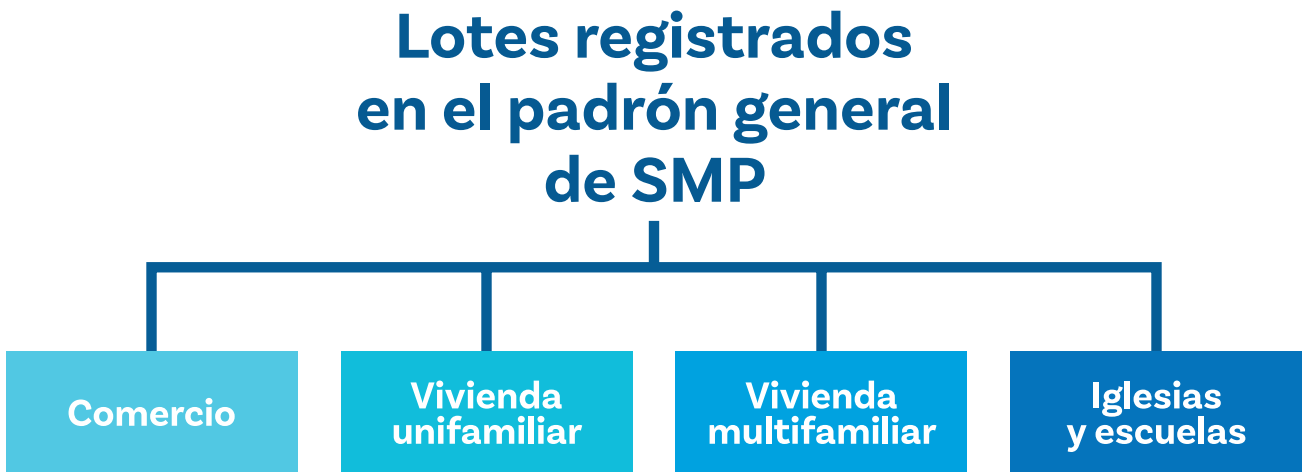 Lotes registrados
en el padrón general
de SMP
Comercio
Vivienda
unifamiliar
Vivienda
multifamiliar
Iglesias
y escuelas